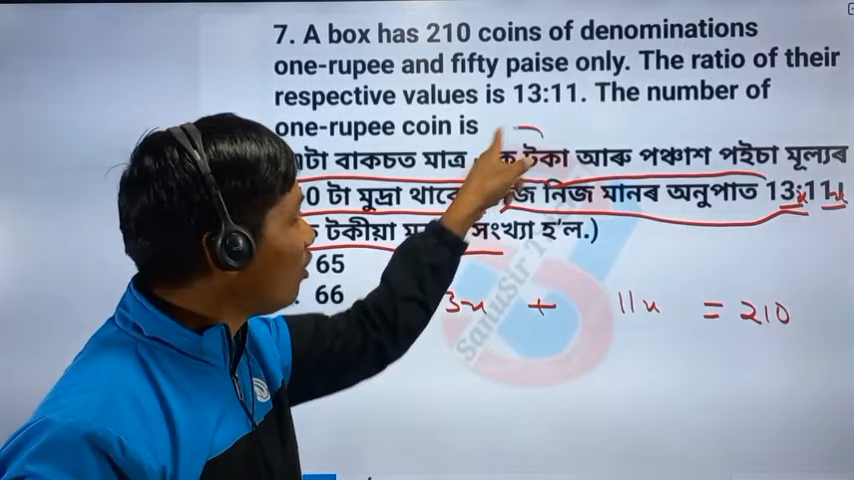 7. A box has 210 coins of denominations
one-rupee and fifty paise only. The ratio of their
respective values is 13:11. The number of
one-rupee coin is
বাকচত মাত্ৰ টকা আৰু পঞ্চাশ পইচা মূল্যৰ
টা মুদ্ৰা নিজ মানৰ অনুপাত 13:11।
টকীয়া সংখ্যা হ'ল.)
65
66
3x + 11x = 210
SanuSir